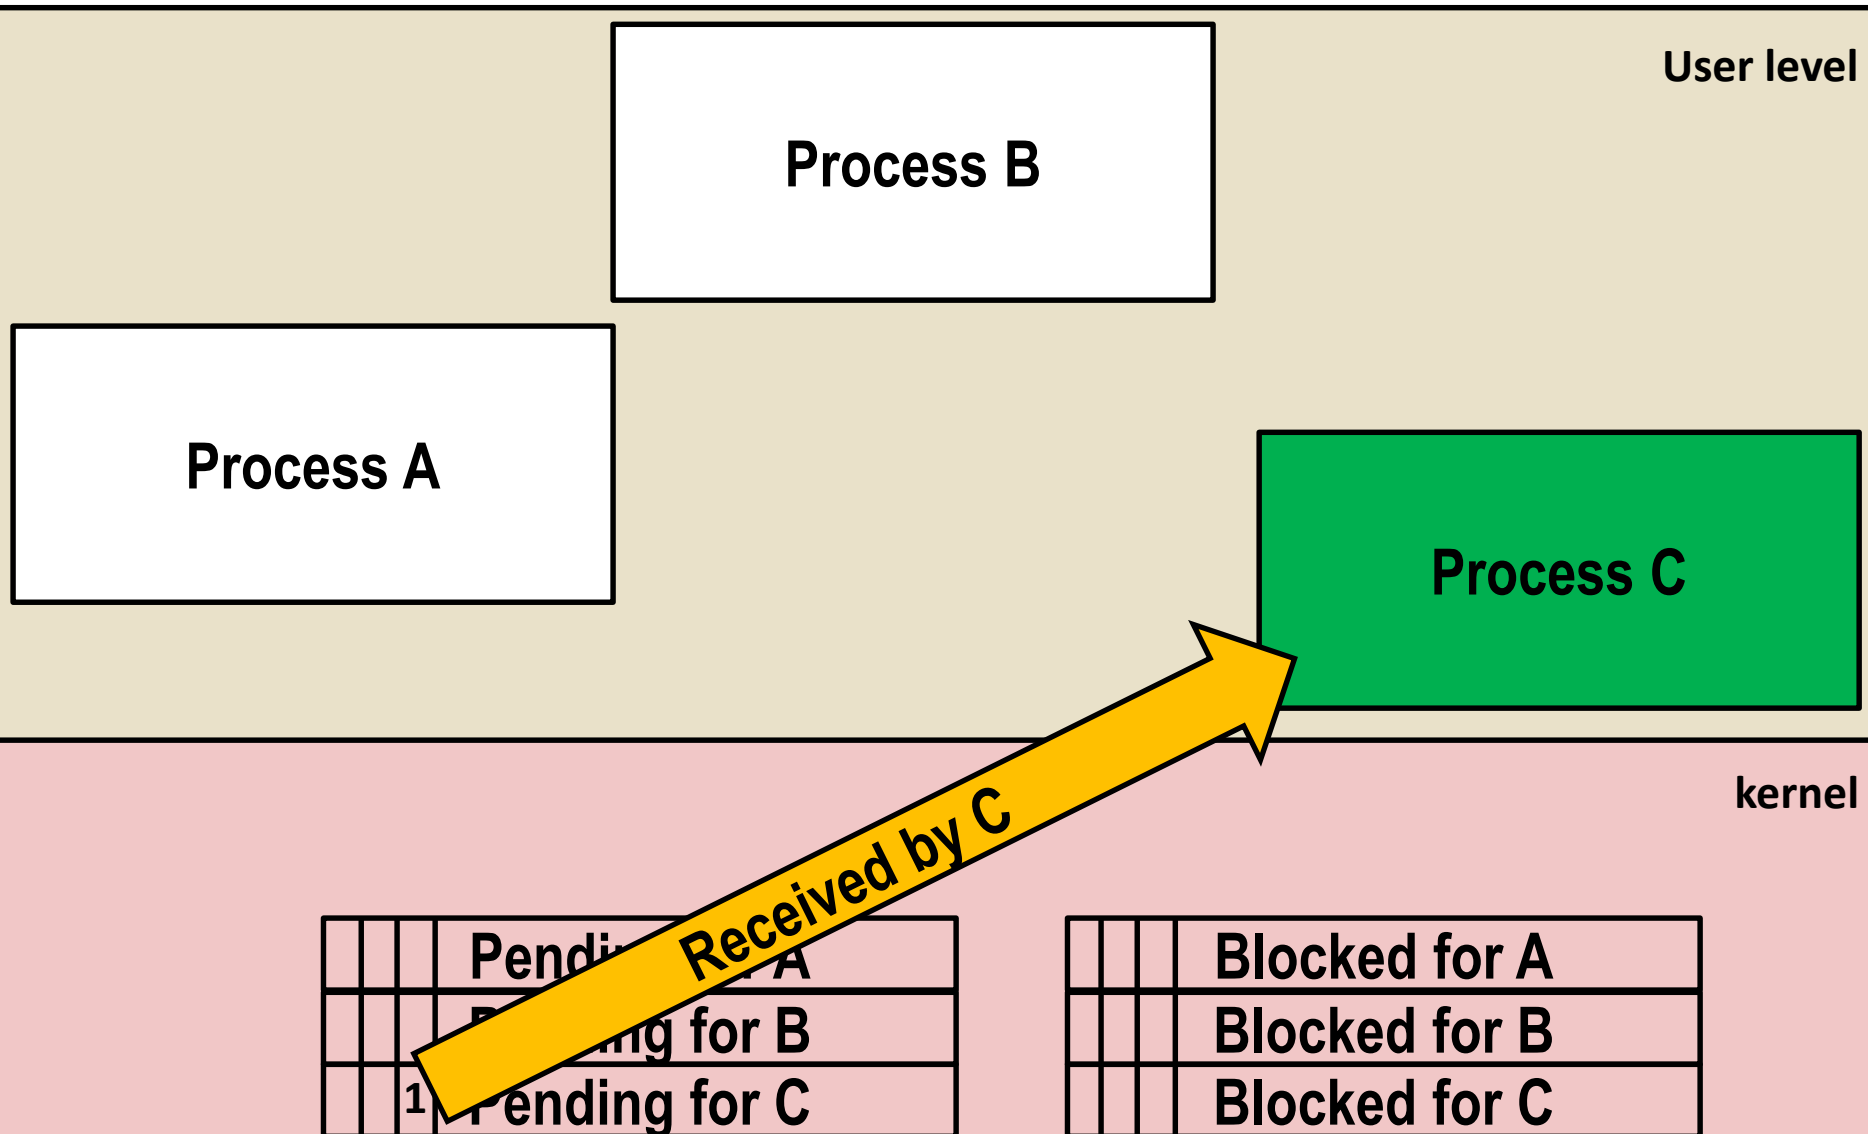 User level
Process B
Process A
Process C
kernel
Received by C
Pendi A
Blocked for A
ng for B
Blocked for B
1 Pending for C
Blocked for C